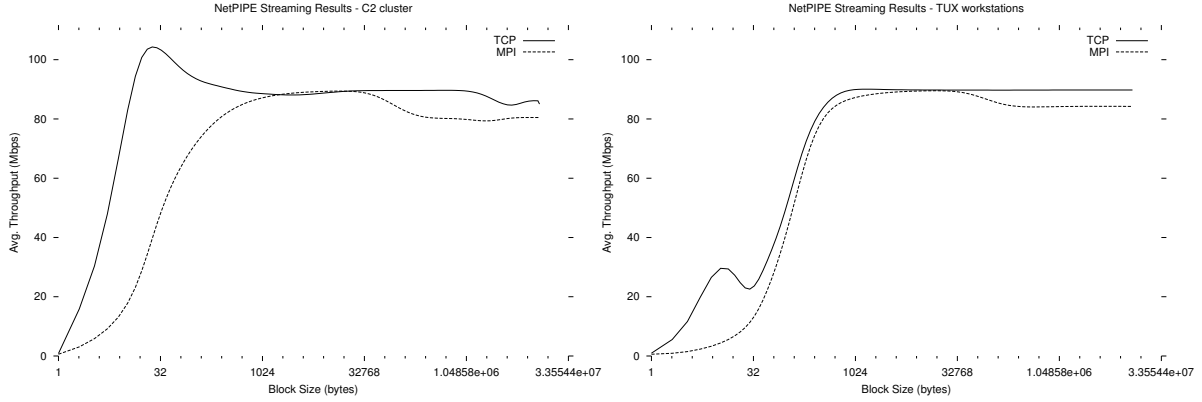 NetPIPE Streaming Results - C2 cluster
TCP
MPI
100
80
60
40
20
0
Avg. Throughput (Mbps)
1 32 1024 32768 1.04858e+06 3.35544e+07
Block Size (bytes)
NetPIPE Streaming Results - TUX workstations
TCP
MPI
100
80
60
40
20
0
Avg. Throughput (Mbps)
1 32 1024 32768 1.04858e+06 3.35544e+07
Block Size (bytes)